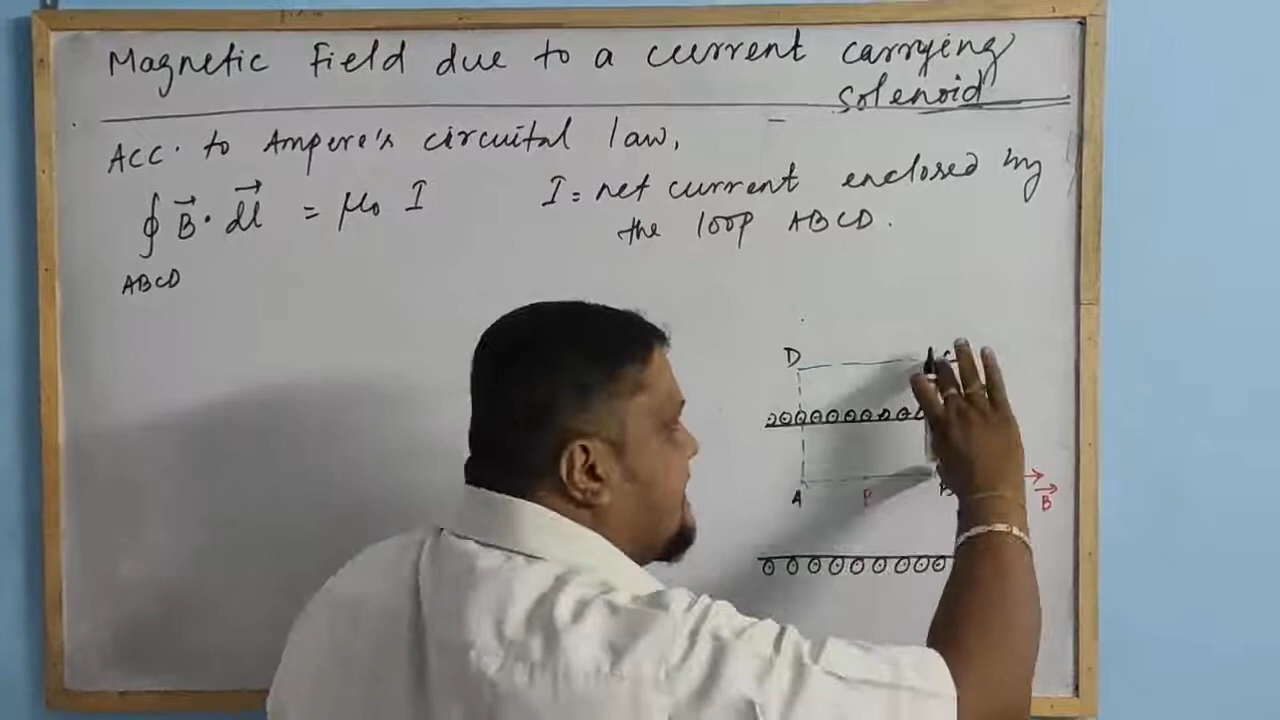 Magnetic Field due to a current carrying
solenoid
Acc. to Ampere's circuital law,
∮ B⃗ · dl⃗ = μ₀ I
ABCD
I = net current enclosed by
the loop ABCD.
D
A P B
B⃗